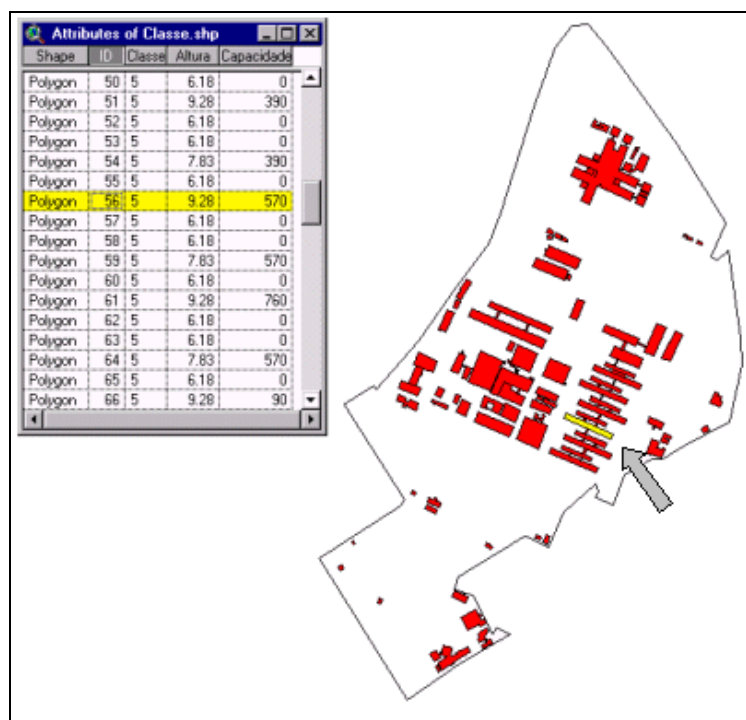 Attributes of Classe.shp
Shape ID Classe Altura Capacidade
Polygon 50 5 6.18 0
Polygon 51 5 9.28 390
Polygon 52 5 6.18 0
Polygon 53 5 6.18 0
Polygon 54 5 7.83 390
Polygon 55 5 6.18 0
Polygon 56 5 9.28 570
Polygon 57 5 6.18 0
Polygon 58 5 6.18 0
Polygon 59 5 7.83 570
Polygon 60 5 6.18 0
Polygon 61 5 9.28 760
Polygon 62 5 6.18 0
Polygon 63 5 6.18 0
Polygon 64 5 7.83 570
Polygon 65 5 6.18 0
Polygon 66 5 9.28 90